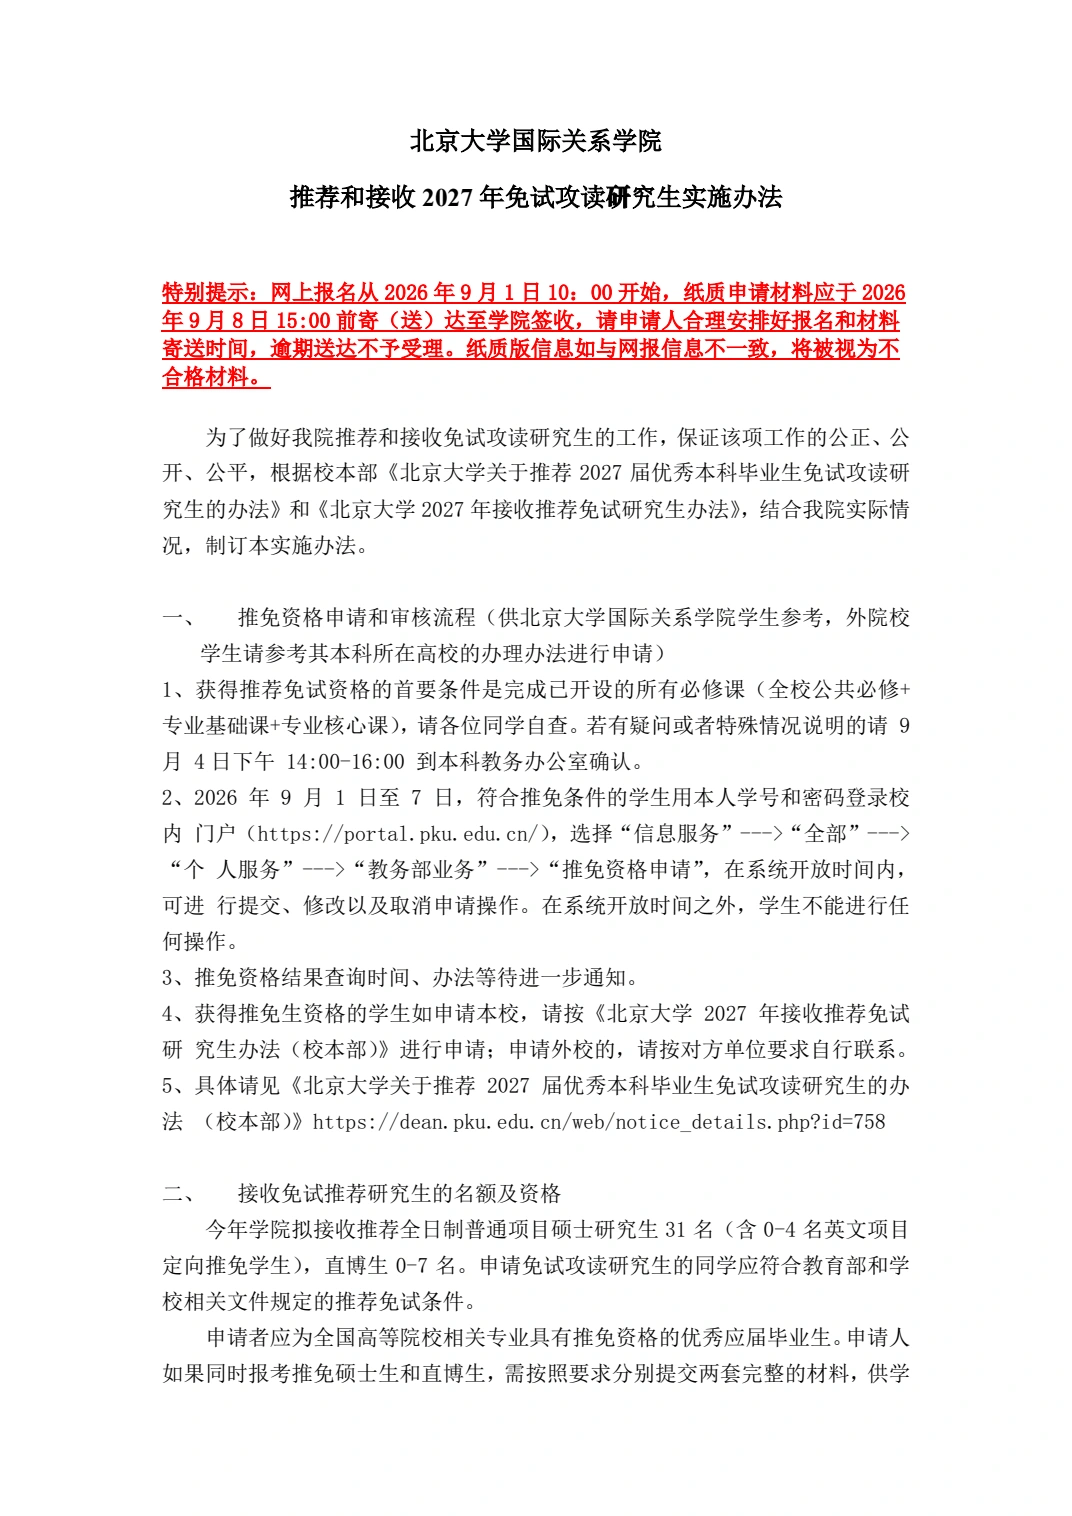 北京大学国际关系学院
推荐和接收 2027 年免试攻读研究生实施办法
特别提示：网上报名从 2026 年 9 月 1 日 10：00 开始，纸质申请材料应于 2026
年 9 月 8 日 15:00 前寄（送）达至学院签收，请申请人合理安排好报名和材料
寄送时间，逾期送达不予受理。纸质版信息如与网报信息不一致，将被视为不
合格材料。
为了做好我院推荐和接收免试攻读研究生的工作，保证该项工作的公正、公
开、公平，根据校本部《北京大学关于推荐 2027 届优秀本科毕业生免试攻读研
究生的办法》和《北京大学 2027 年接收推荐免试研究生办法》，结合我院实际情
况，制订本实施办法。
一、 推免资格申请和审核流程（供北京大学国际关系学院学生参考，外院校
学生请参考其本科所在高校的办理办法进行申请）
1、获得推荐免试资格的首要条件是完成已开设的所有必修课（全校公共必修+
专业基础课+专业核心课），请各位同学自查。若有疑问或者特殊情况说明的请 9
月 4 日下午 14:00-16:00 到本科教务办公室确认。
2、2026 年 9 月 1 日至 7 日，符合推免条件的学生用本人学号和密码登录校
内 门户（https://portal.pku.edu.cn/），选择“信息服务”--->“全部”--->
“个 人服务”--->“教务部业务”--->“推免资格申请”，在系统开放时间内，
可进 行提交、修改以及取消申请操作。在系统开放时间之外，学生不能进行任
何操作。
3、推免资格结果查询时间、办法等待进一步通知。
4、获得推免生资格的学生如申请本校，请按《北京大学 2027 年接收推荐免试
研 究生办法（校本部）》进行申请；申请外校的，请按对方单位要求自行联系。
5、具体请见《北京大学关于推荐 2027 届优秀本科毕业生免试攻读研究生的办
法 （校本部）》https://dean.pku.edu.cn/web/notice_details.php?id=758
二、 接收免试推荐研究生的名额及资格
今年学院拟接收推荐全日制普通项目硕士研究生 31 名（含 0-4 名英文项目
定向推免学生），直博生 0-7 名。申请免试攻读研究生的同学应符合教育部和学
校相关文件规定的推荐免试条件。
申请者应为全国高等院校相关专业具有推免资格的优秀应届毕业生。申请人
如果同时报考推免硕士生和直博生，需按照要求分别提交两套完整的材料，供学